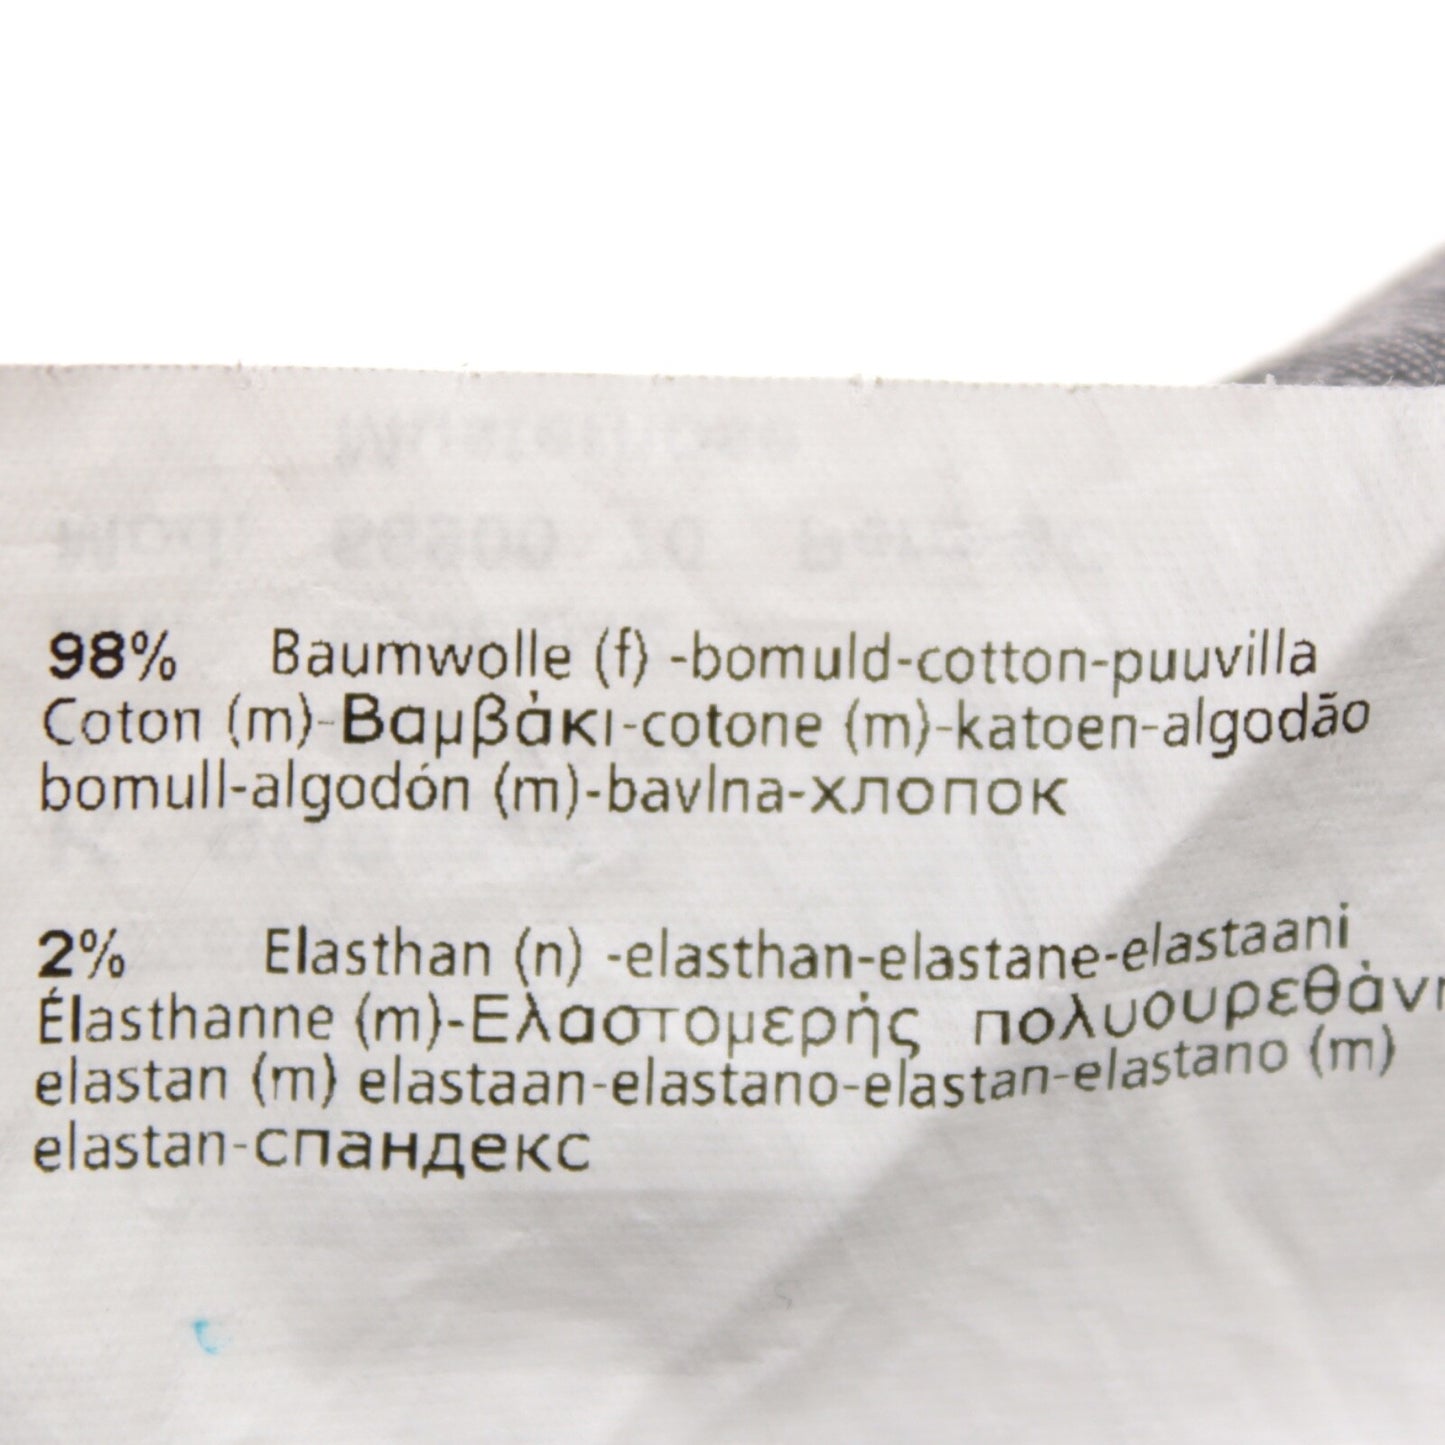 98% Baumwolle (f) -bomuld-cotton-puuvilla
Coton (m)-Βαμβάκι-cotone (m)-katoen-algodão
bomull-algodón (m)-bavlna-хлопок
2% Elasthan (n) -elasthan-elastane-elastaani
Élasthanne (m)-Ελαστομερής πολυουρεθάνη
elastan (m) elastaan-elastano-elastan-elastano (m)
elastan-спандекс